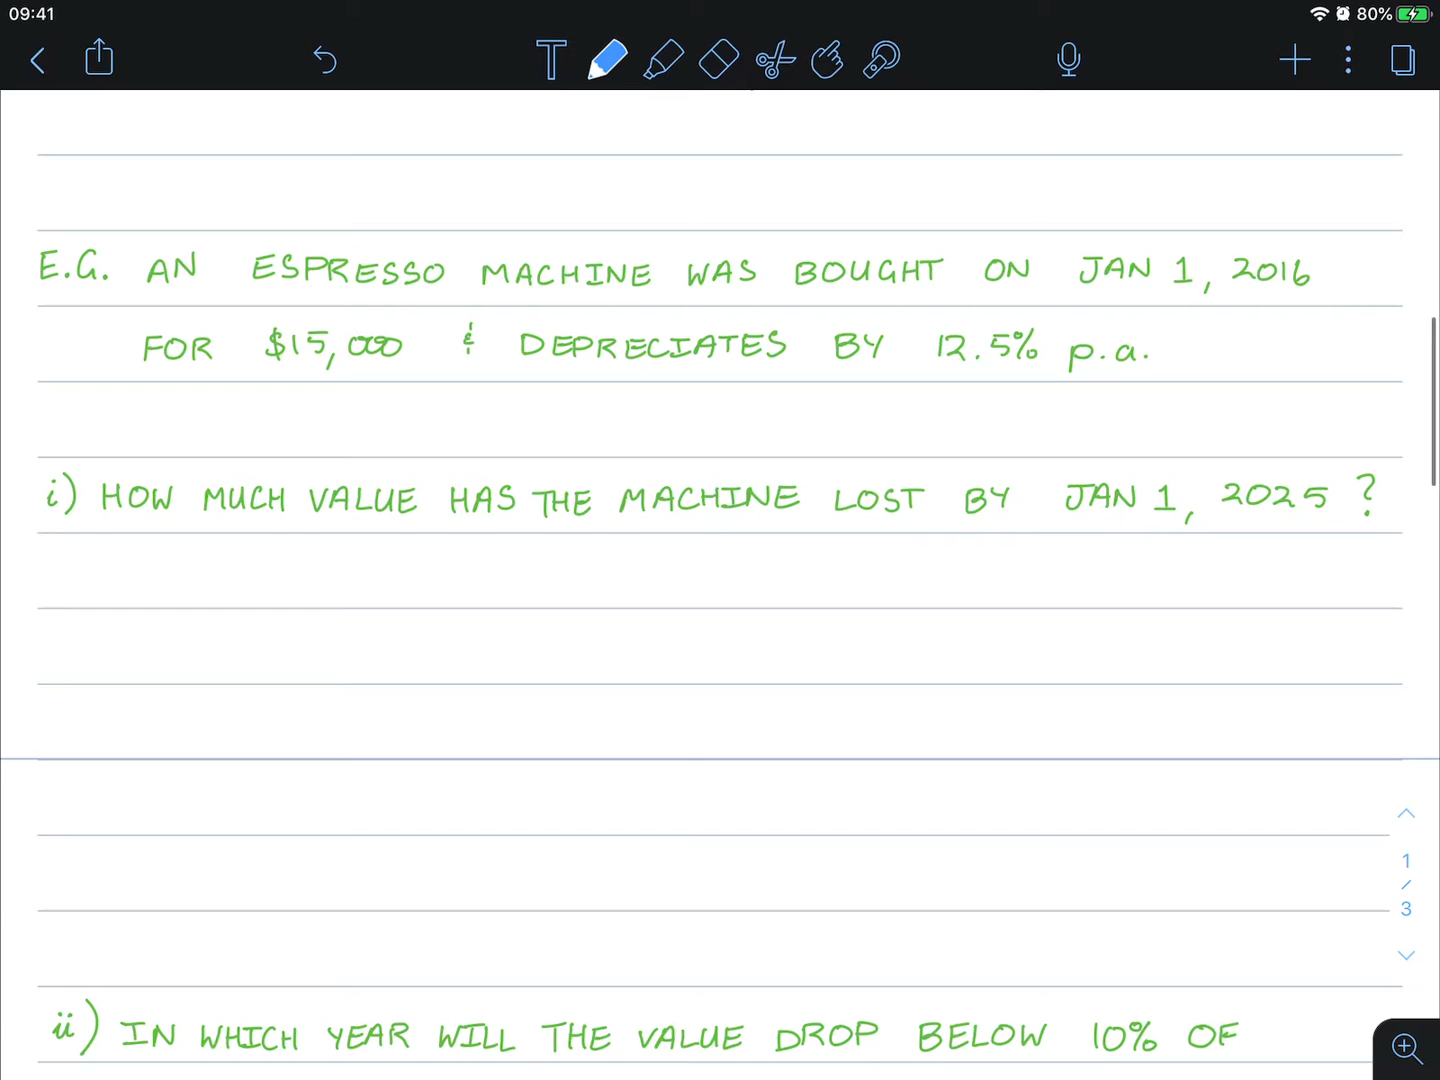 09:41
80%
E.G. AN ESPRESSO MACHINE WAS BOUGHT ON JAN 1, 2016
FOR $15,000 & DEPRECIATES BY 12.5% p.a.
i) HOW MUCH VALUE HAS THE MACHINE LOST BY JAN 1, 2025 ?
1
/
3
ii) IN WHICH YEAR WILL THE VALUE DROP BELOW 10% OF